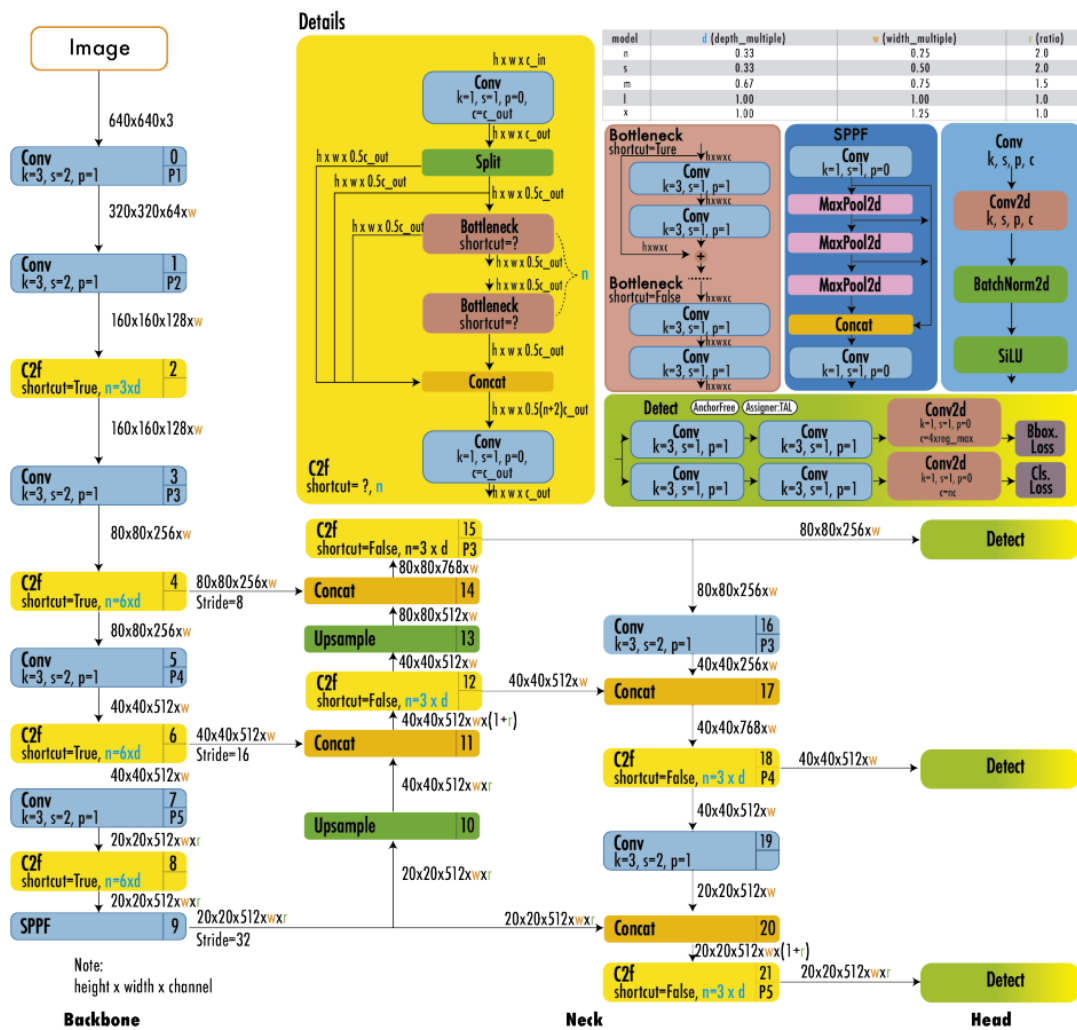 Image
640x640x3
Conv
k=3, s=2, p=1
0
P1
320x320x64xw
Conv
k=3, s=2, p=1
1
P2
160x160x128xw
C2f
shortcut=True, n=3xd
2
160x160x128xw
Conv
k=3, s=2, p=1
3
P3
80x80x256xw
C2f
shortcut=True, n=6xd
4
80x80x256xw
Stride=8
80x80x256xw
Conv
k=3, s=2, p=1
5
P4
40x40x512xw
C2f
shortcut=True, n=6xd
6
40x40x512xw
Stride=16
40x40x512xw
Conv
k=3, s=2, p=1
7
P5
20x20x512xwxr
C2f
shortcut=True, n=6xd
8
20x20x512xwxr
SPPF
9
20x20x512xwxr
Stride=32
Note:
height x width x channel
Backbone
Details
h x w x c_in
Conv
k=1, s=1, p=0,
c=c_out
h x w x c_out
Split
h x w x 0.5c_out
h x w x 0.5c_out
h x w x 0.5c_out
h x w x 0.5c_out
Bottleneck
shortcut=?
h x w x 0.5c_out
n
h x w x 0.5c_out
Bottleneck
shortcut=?
h x w x 0.5c_out
Concat
h x w x 0.5(n+2)c_out
Conv
k=1, s=1, p=0,
c=c_out
h x w x c_out
C2f
shortcut= ?, n
model d (depth_multiple) w (width_multiple) r (ratio)
n 0.33 0.25 2.0
s 0.33 0.50 2.0
m 0.67 0.75 1.5
l 1.00 1.00 1.0
x 1.00 1.25 1.0
Bottleneck
shortcut=Ture
hxwxc
Conv
k=3, s=1, p=1
hxwxc
Conv
k=3, s=1, p=1
hxwxc
+
Bottleneck
shortcut=False
hxwxc
Conv
k=3, s=1, p=1
hxwxc
Conv
k=3, s=1, p=1
hxwxc
SPPF
Conv
k=1, s=1, p=0
MaxPool2d
MaxPool2d
MaxPool2d
Concat
Conv
k=1, s=1, p=0
Conv
k, s, p, c
Conv2d
k, s, p, c
BatchNorm2d
SiLU
Detect
AnchorFree
Assigner:TAL
Conv
k=3, s=1, p=1
Conv
k=3, s=1, p=1
Conv2d
k=1, s=1, p=0
c=4xreg_max
Bbox.
Loss
Conv
k=3, s=1, p=1
Conv
k=3, s=1, p=1
Conv2d
k=1, s=1, p=0
c=nc
Cls.
Loss
C2f
shortcut=False, n=3 x d
15
P3
80x80x256xw
Detect
80x80x768xw
Concat
14
80x80x512xw
Upsample
13
40x40x512xw
C2f
shortcut=False, n=3 x d
12
40x40x512xw
40x40x512xwx(1+r)
Concat
11
40x40x512xwxr
Upsample
10
20x20x512xwxr
20x20x512xwxr
80x80x256xw
Conv
k=3, s=2, p=1
16
P3
40x40x256xw
Concat
17
40x40x768xw
C2f
shortcut=False, n=3 x d
18
P4
40x40x512xw
Detect
40x40x512xw
Conv
k=3, s=2, p=1
19
20x20x512xw
Concat
20
20x20x512xwx(1+r)
C2f
shortcut=False, n=3 x d
21
P5
20x20x512xwxr
Detect
Neck
Head